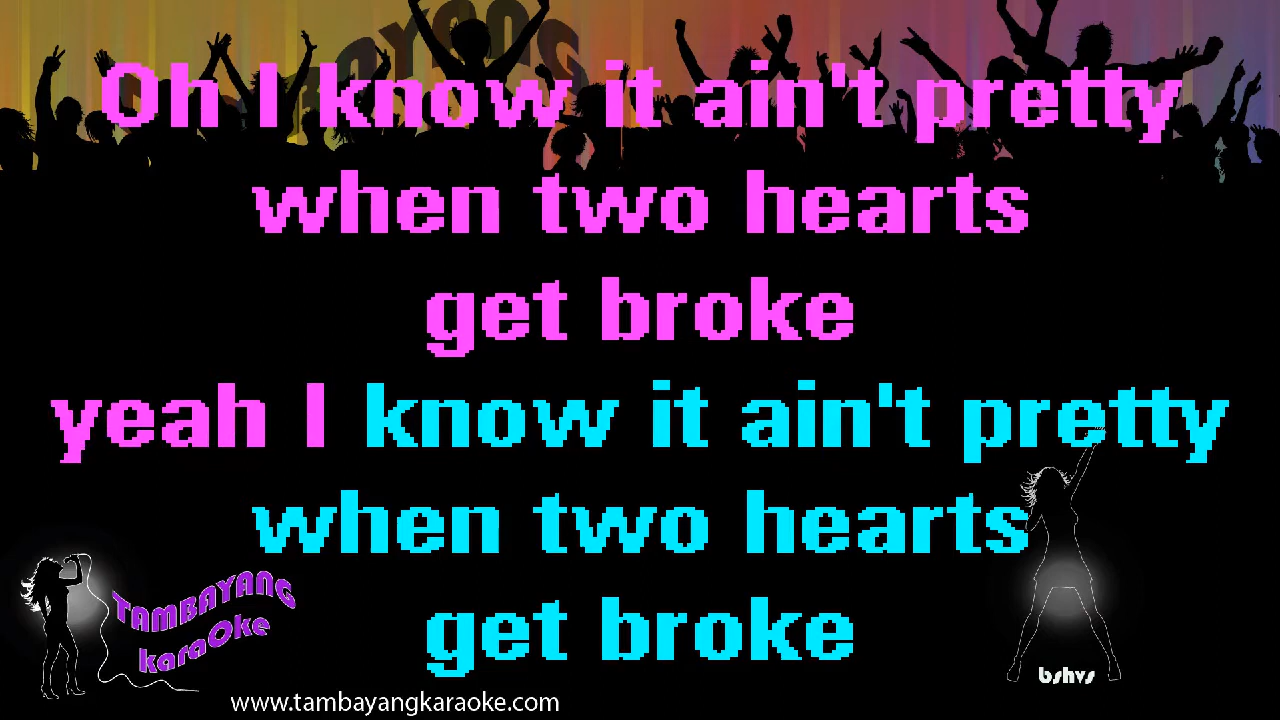 Oh I know it ain't pretty
when two hearts
get broke
yeah I know it ain't pretty
when two hearts
get broke
TAMBAYANG
karaOke
bshvs
www.tambayangkaraoke.com